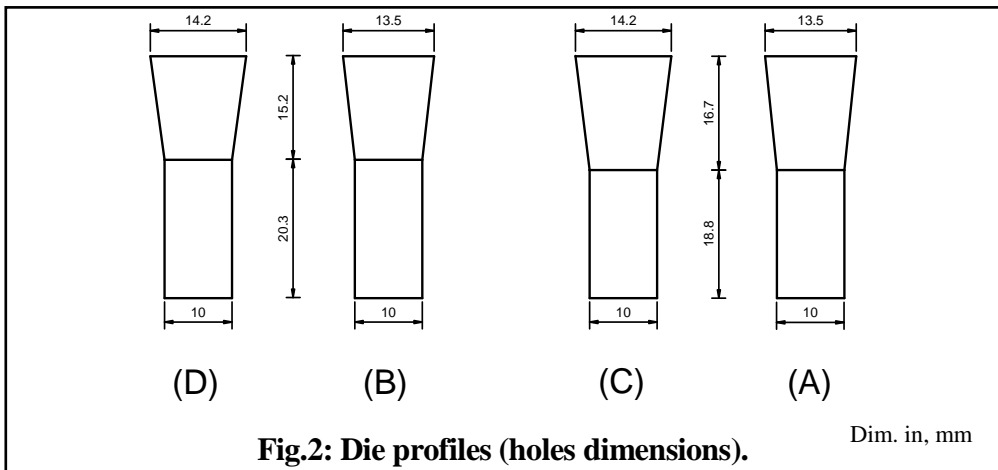 14.2 13.5 14.2 13.5
15.2 16.7
20.3 18.8
10 10 10 10
(D) (B) (C) (A)
Fig.2: Die profiles (holes dimensions). Dim. in, mm